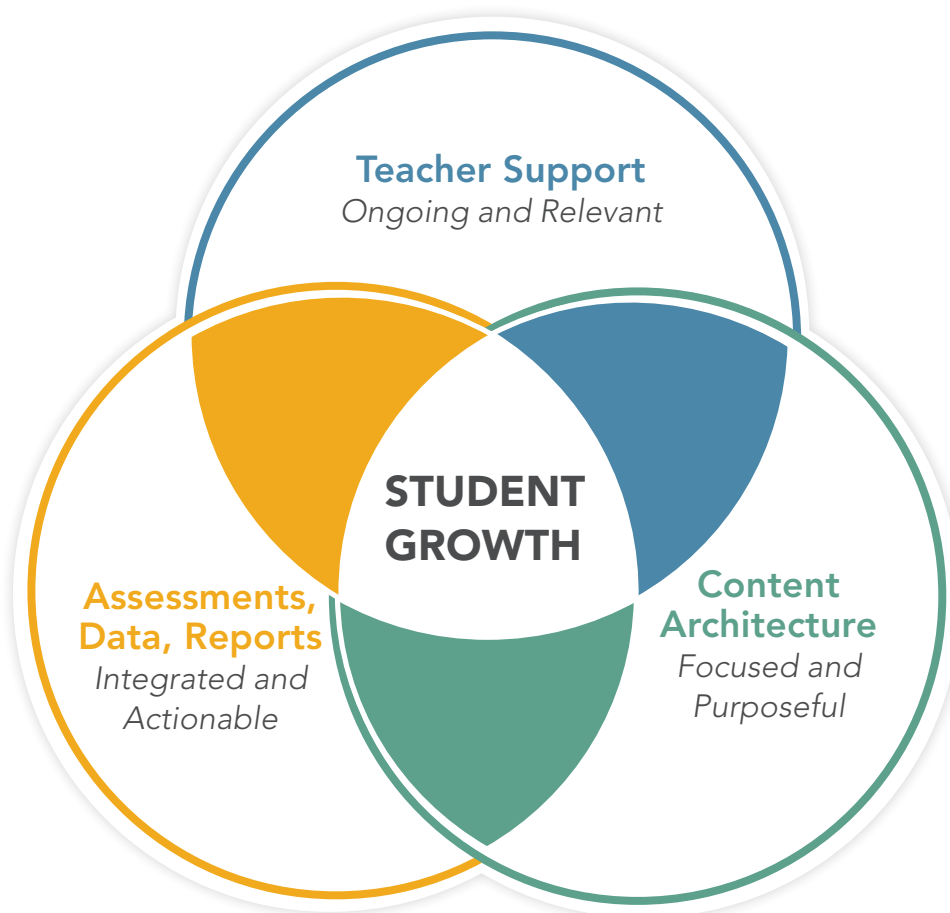 Teacher Support
Ongoing and Relevant
STUDENT
GROWTH
Assessments,
Data, Reports
Integrated and
Actionable
Content
Architecture
Focused and
Purposeful